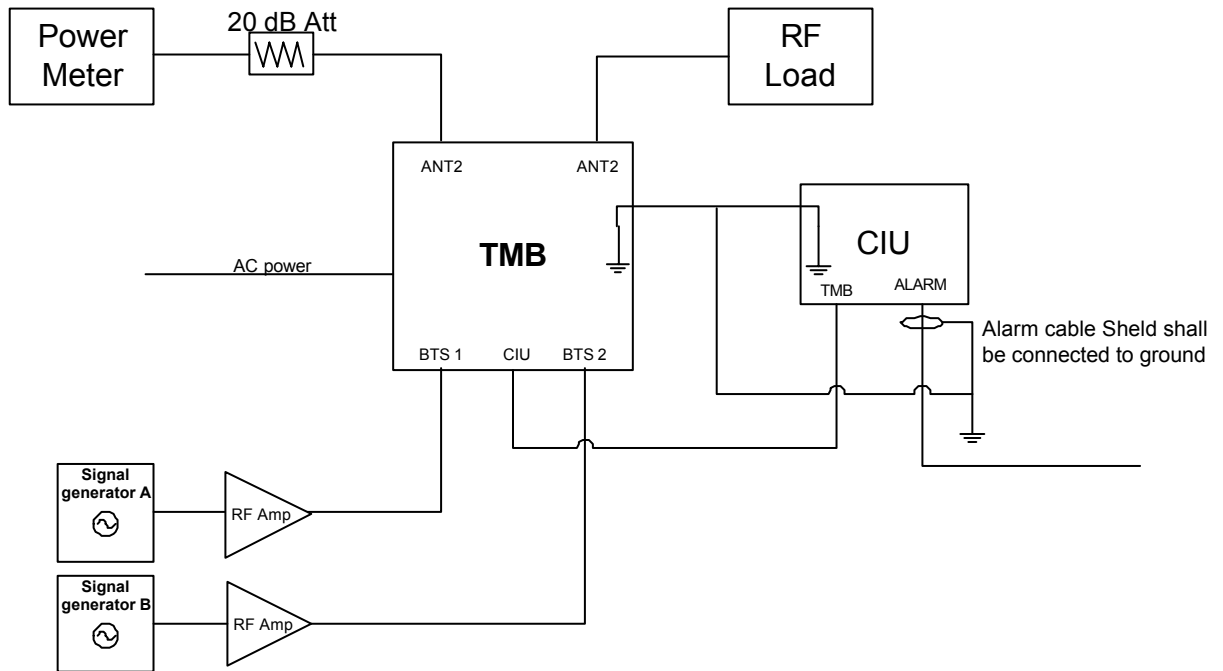 20 dB Att
Power
Meter
RF
Load
ANT2
ANT2
TMB
CIU
AC power
TMB
ALARM
Alarm cable Sheld shall
be connected to ground
BTS 1
CIU
BTS 2
Signal
generator A
RF Amp
Signal
generator B
RF Amp